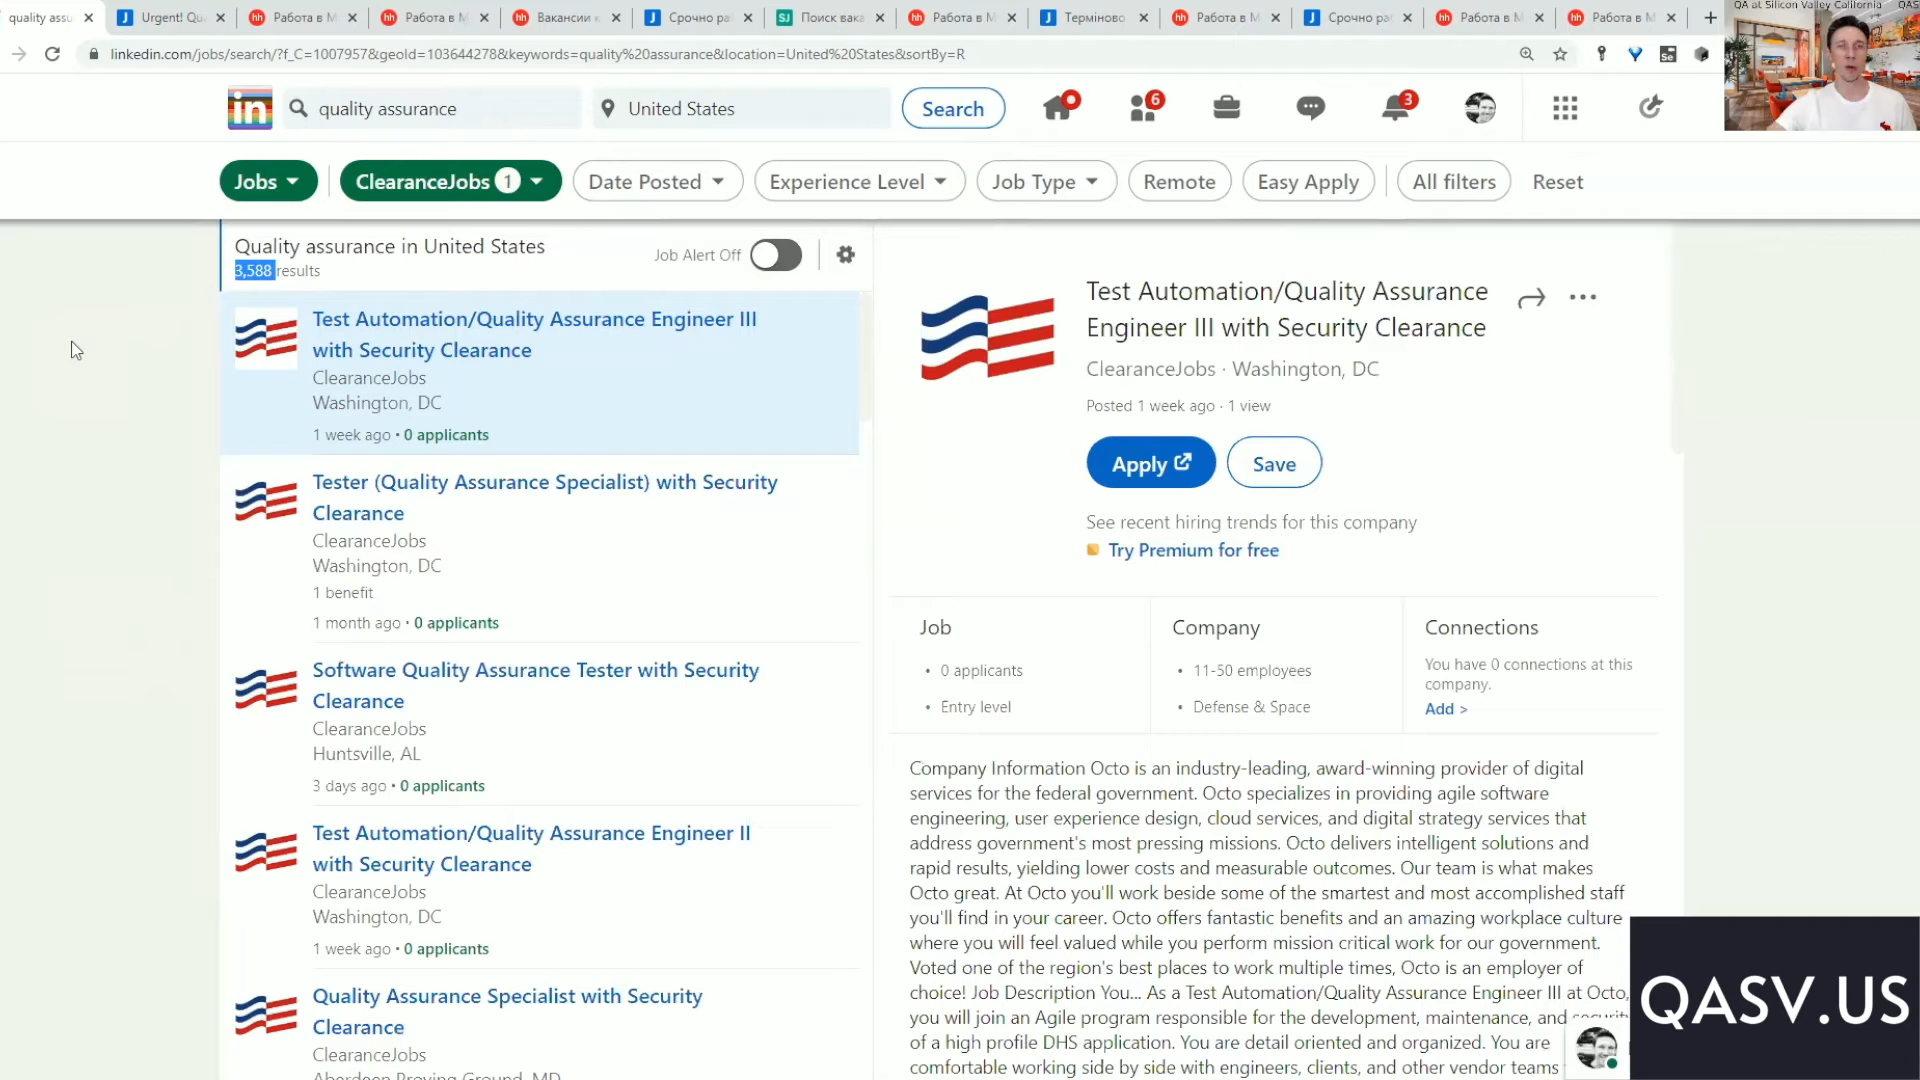 quality assu
Urgent! Qu
Работа в М
Работа в М
Вакансии к
Срочно ра
Поиск вака
Работа в М
Терміново
Работа в М
Срочно ра
Работа в М
Работа в М
linkedin.com/jobs/search/?f_C=1007957&geoId=103644278&keywords=quality%20assurance&location=United%20States&sortBy=R
QA at Silicon Valley California QAS
in
quality assurance
United States
Search
6
3
Jobs
ClearanceJobs 1
Date Posted
Experience Level
Job Type
Remote
Easy Apply
All filters
Reset
Quality assurance in United States
3,588 results
Job Alert Off
Test Automation/Quality Assurance Engineer III
with Security Clearance
ClearanceJobs
Washington, DC
1 week ago • 0 applicants
Tester (Quality Assurance Specialist) with Security
Clearance
ClearanceJobs
Washington, DC
1 benefit
1 month ago • 0 applicants
Software Quality Assurance Tester with Security
Clearance
ClearanceJobs
Huntsville, AL
3 days ago • 0 applicants
Test Automation/Quality Assurance Engineer II
with Security Clearance
ClearanceJobs
Washington, DC
1 week ago • 0 applicants
Quality Assurance Specialist with Security
Clearance
ClearanceJobs
Aberdeen Proving Ground, MD
Test Automation/Quality Assurance
Engineer III with Security Clearance
ClearanceJobs · Washington, DC
Posted 1 week ago · 1 view
Apply
Save
See recent hiring trends for this company
Try Premium for free
Job
• 0 applicants
• Entry level
Company
• 11-50 employees
• Defense & Space
Connections
You have 0 connections at this
company.
Add >
Company Information Octo is an industry-leading, award-winning provider of digital
services for the federal government. Octo specializes in providing agile software
engineering, user experience design, cloud services, and digital strategy services that
address government's most pressing missions. Octo delivers intelligent solutions and
rapid results, yielding lower costs and measurable outcomes. Our team is what makes
Octo great. At Octo you'll work beside some of the smartest and most accomplished staff
you'll find in your career. Octo offers fantastic benefits and an amazing workplace culture
where you will feel valued while you perform mission critical work for our government.
Voted one of the region's best places to work multiple times, Octo is an employer of
choice! Job Description You... As a Test Automation/Quality Assurance Engineer III at Octo,
you will join an Agile program responsible for the development, maintenance, and security
of a high profile DHS application. You are detail oriented and organized. You are
comfortable working side by side with engineers, clients, and other vendor teams
QASV.US